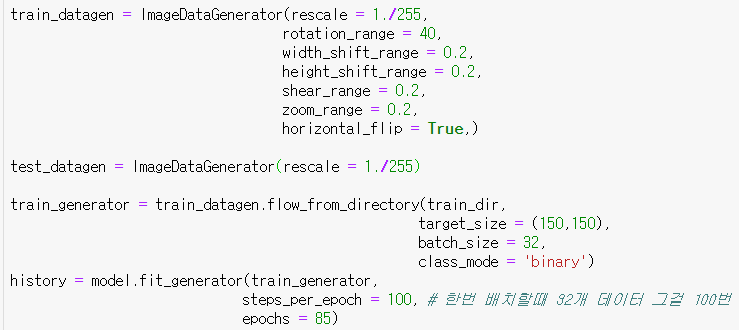 train_datagen = ImageDataGenerator(rescale = 1./255,
rotation_range = 40,
width_shift_range = 0.2,
height_shift_range = 0.2,
shear_range = 0.2,
zoom_range = 0.2,
horizontal_flip = True,)
test_datagen = ImageDataGenerator(rescale = 1./255)
train_generator = train_datagen.flow_from_directory(train_dir,
target_size = (150,150),
batch_size = 32,
class_mode = 'binary')
history = model.fit_generator(train_generator,
steps_per_epoch = 100, # 한번 배치할때 32개 데이터 그걸 100번
epochs = 85)